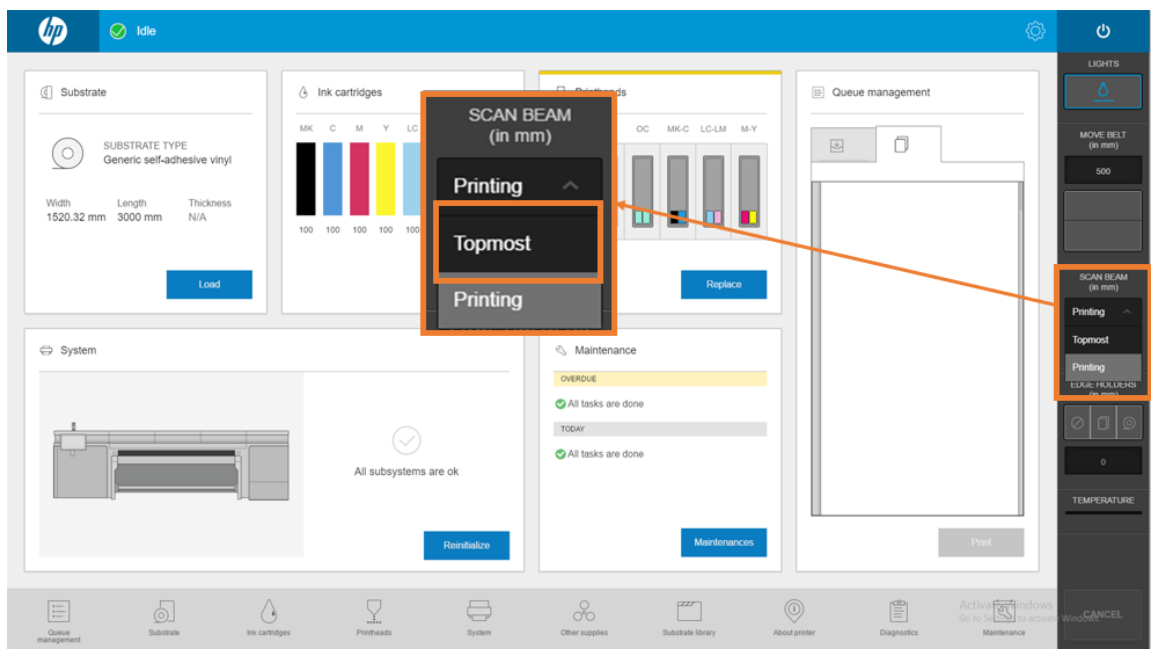 hp
Idle
Substrate
SUBSTRATE TYPE
Generic self-adhesive vinyl
Width Length Thickness
1520.32 mm 3000 mm N/A
Load
Ink cartridges
MK C M Y LC
100 100 100 100 100
Printheads
OC MK-C LC-LM M-Y
Replace
SCAN BEAM
(in mm)
Printing
Topmost
Printing
Queue management
Print
System
All subsystems are ok
Reinitialize
Maintenance
OVERDUE
All tasks are done
TODAY
All tasks are done
Maintenances
LIGHTS
MOVE BELT
(in mm)
500
SCAN BEAM
(in mm)
Printing
Topmost
Printing
EDGE HOLDERS
(in mm)
0
TEMPERATURE
CANCEL
Queue
management
Substrate
Ink cartridges
Printheads
System
Other supplies
Substrate library
About printer
Diagnostics
Maintenance